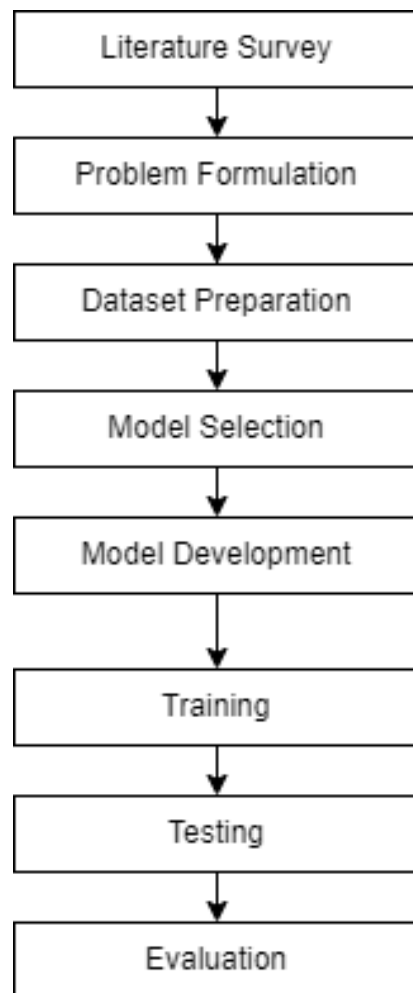 Literature Survey
Problem Formulation
Dataset Preparation
Model Selection
Model Development
Training
Testing
Evaluation